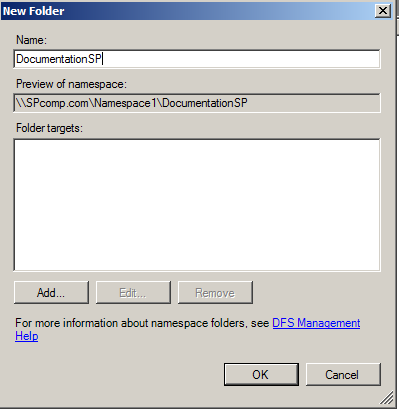 New Folder
Name:
DocumentationSP
Preview of namespace:
\\SPcomp.com\Namespace1\DocumentationSP
Folder targets:
Add...
Edit...
Remove
For more information about namespace folders, see DFS Management
Help
OK
Cancel